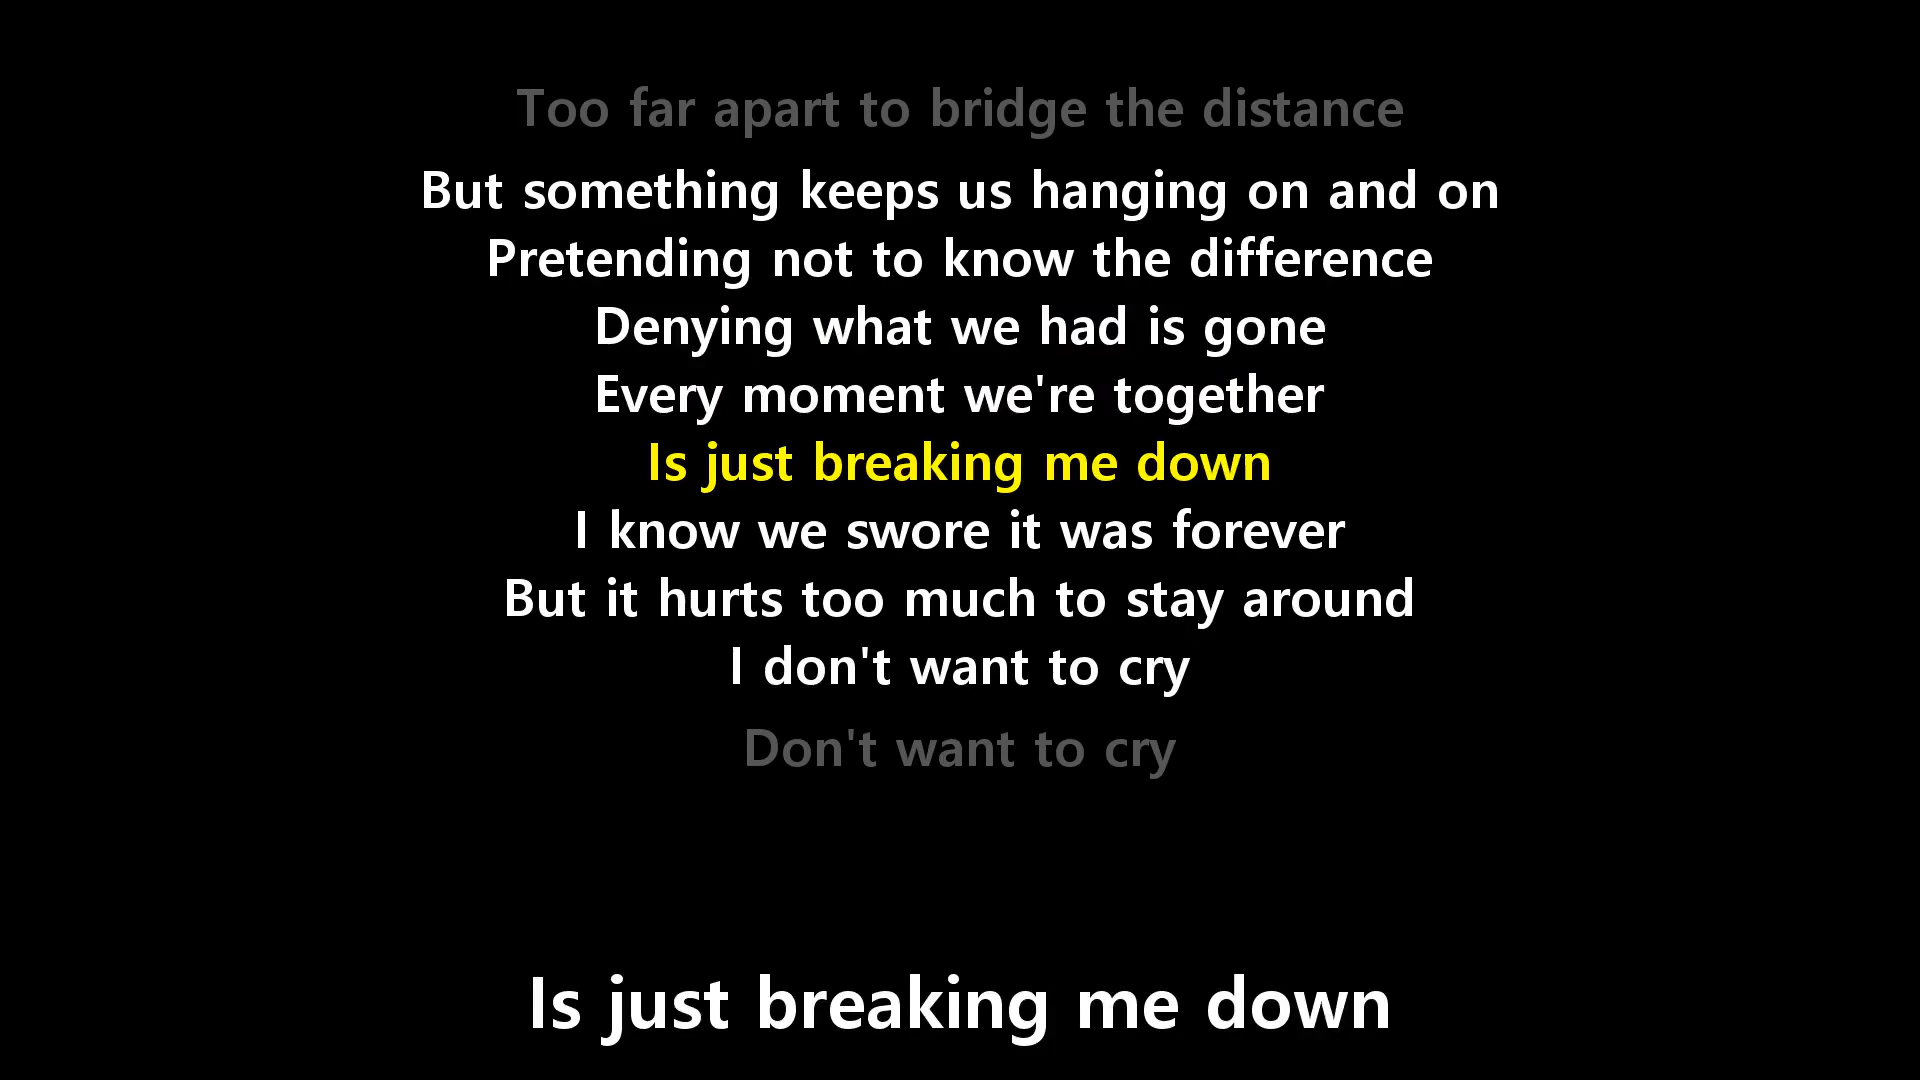 Too far apart to bridge the distance
But something keeps us hanging on and on
Pretending not to know the difference
Denying what we had is gone
Every moment we're together
Is just breaking me down
I know we swore it was forever
But it hurts too much to stay around
I don't want to cry
Don't want to cry
Is just breaking me down